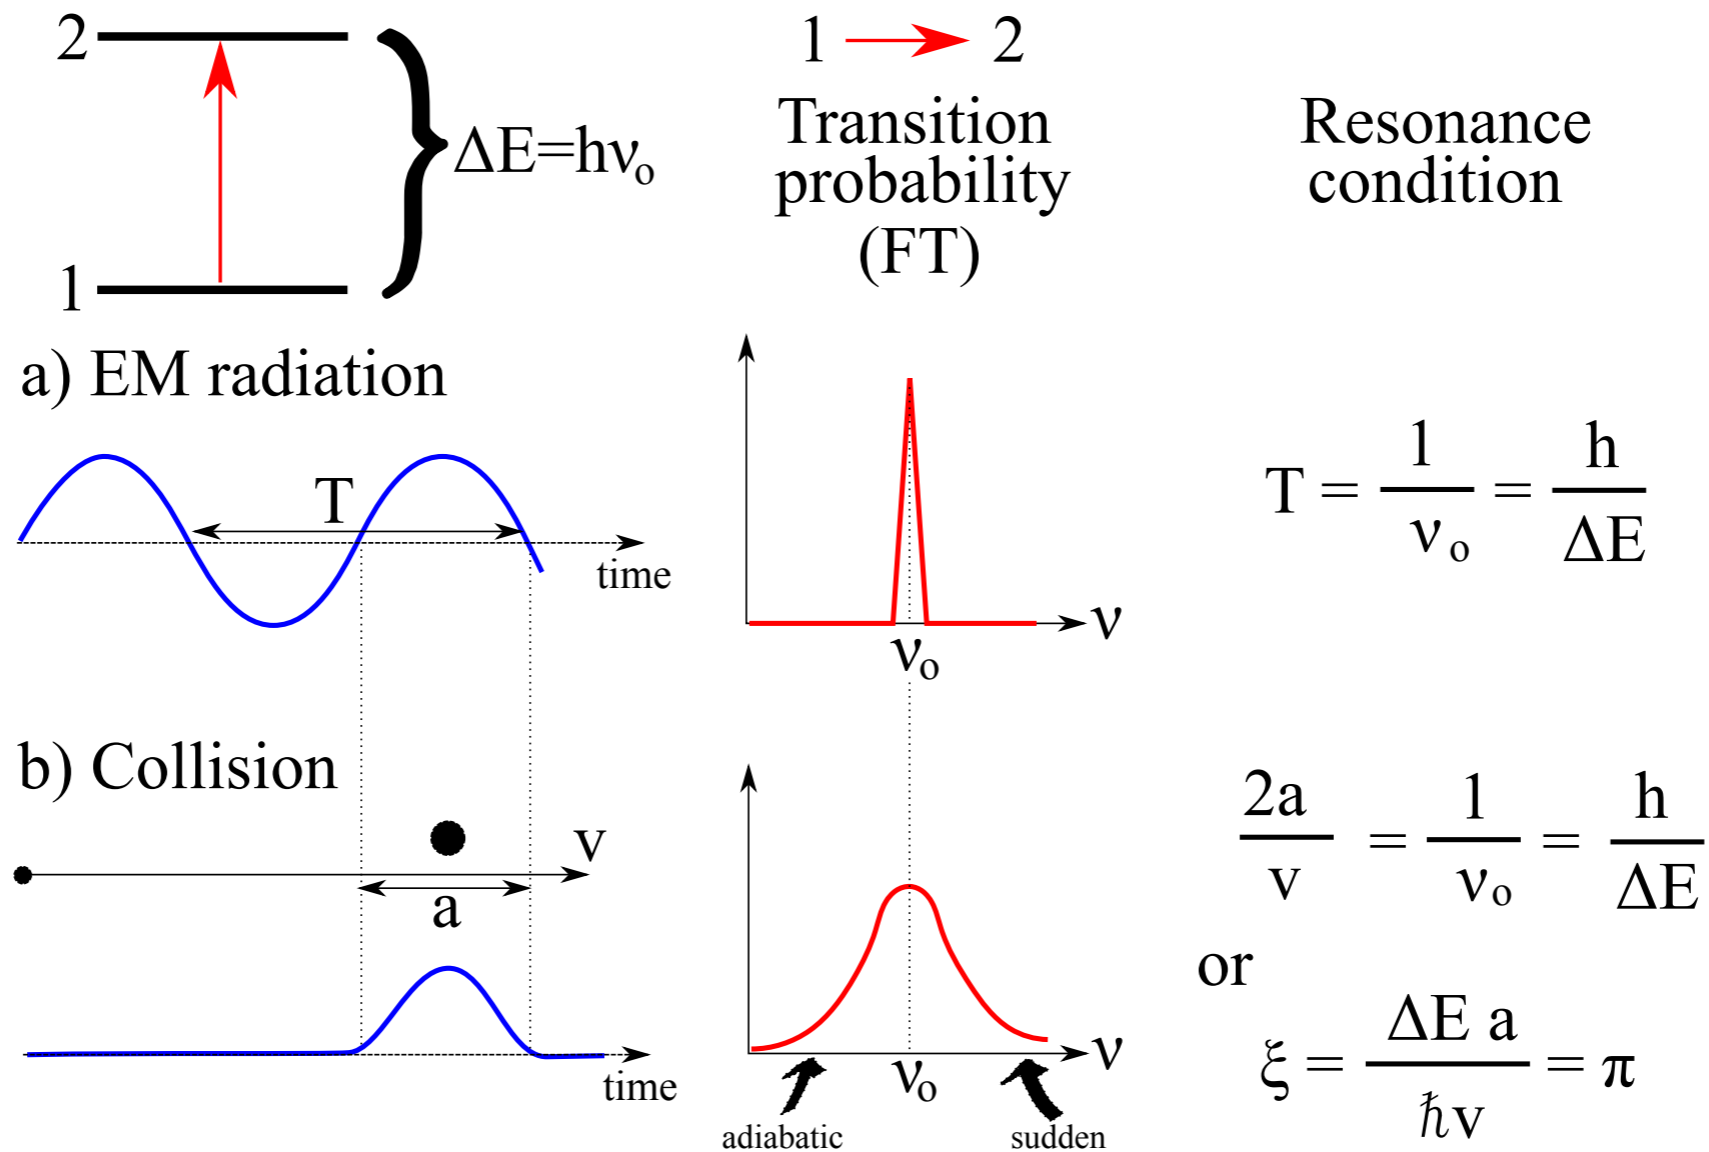 2
1
ΔE=hνo
1 2
Transition
probability
(FT)
Resonance
condition
a) EM radiation
T
time
ν
νo
T = 1/νo = h/ΔE
b) Collision
v
a
time
ν
νo
adiabatic
sudden
2a/v = 1/νo = h/ΔE
or
ξ = ΔE a/ħv = π